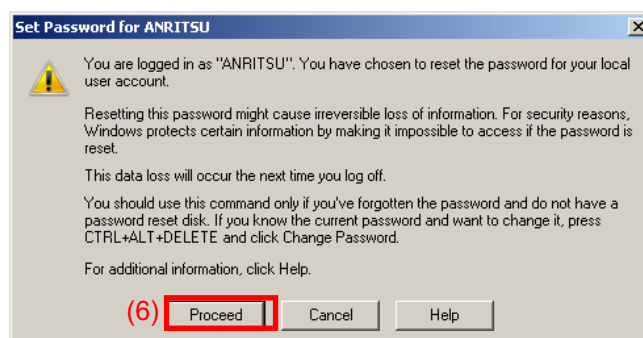 Set Password for ANRITSU
You are logged in as "ANRITSU". You have chosen to reset the password for your local
user account.
Resetting this password might cause irreversible loss of information. For security reasons,
Windows protects certain information by making it impossible to access if the password is
reset.
This data loss will occur the next time you log off.
You should use this command only if you've forgotten the password and do not have a
password reset disk. If you know the current password and want to change it, press
CTRL+ALT+DELETE and click Change Password.
For additional information, click Help.
(6) Proceed Cancel Help